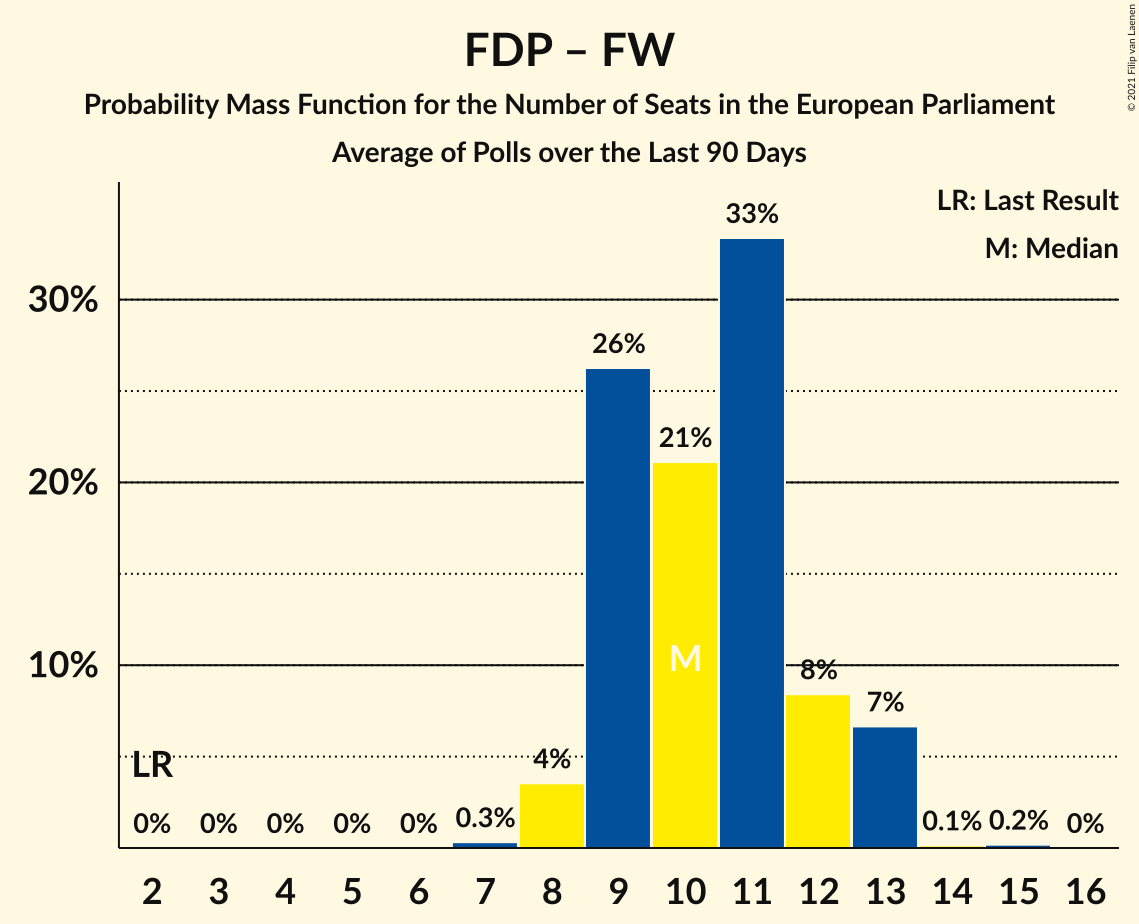 FDP – FW
Probability Mass Function for the Number of Seats in the European Parliament
Average of Polls over the Last 90 Days
© 2021 Filip van Laenen
LR: Last Result
M: Median
33%
30%
26%
21%
20%
M
10%
8%
7%
LR
4%
0% 0% 0% 0% 0% 0.3% 0.1% 0.2% 0%
2 3 4 5 6 7 8 9 10 11 12 13 14 15 16